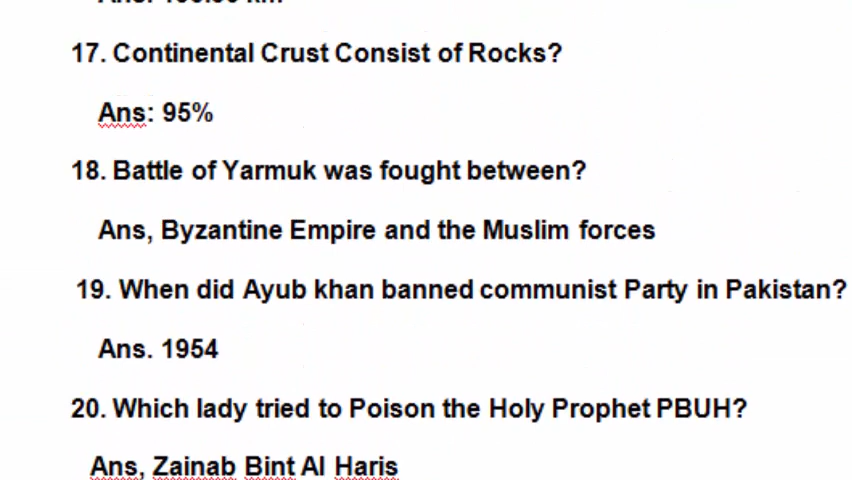 17. Continental Crust Consist of Rocks?
Ans: 95%
18. Battle of Yarmuk was fought between?
Ans, Byzantine Empire and the Muslim forces
19. When did Ayub khan banned communist Party in Pakistan?
Ans. 1954
20. Which lady tried to Poison the Holy Prophet PBUH?
Ans, Zainab Bint Al Haris